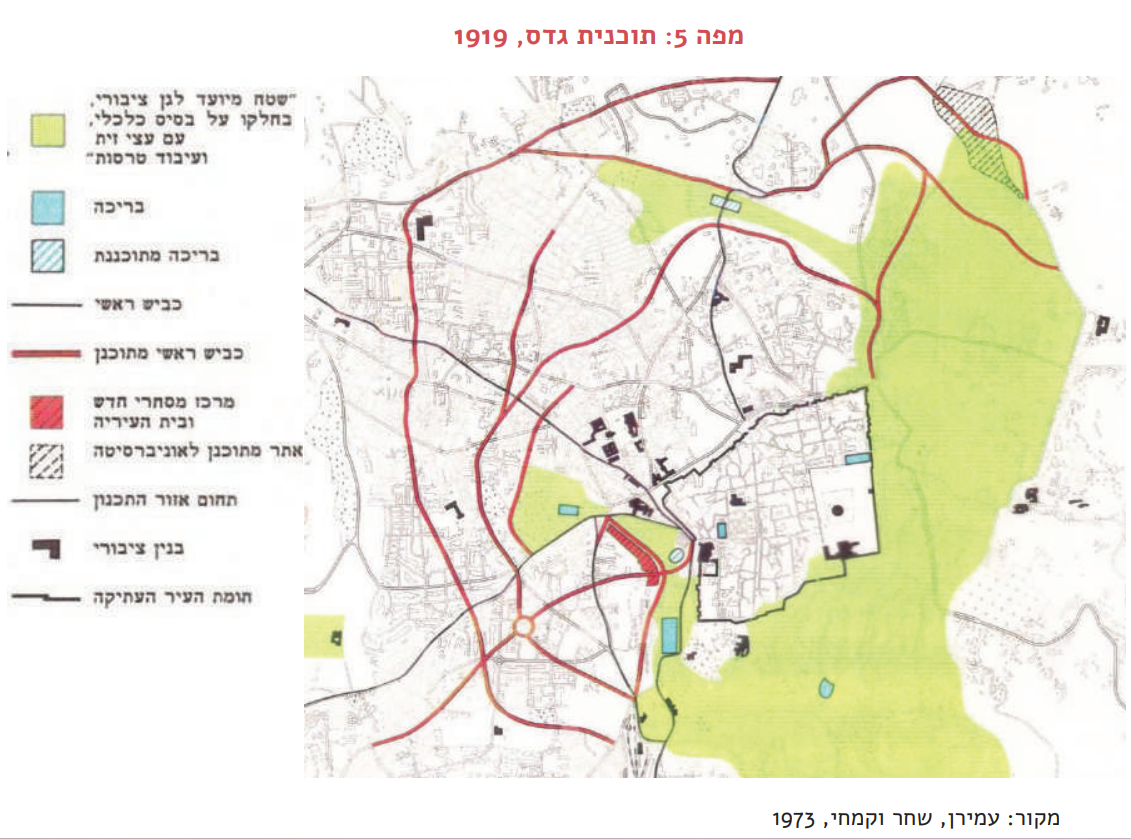 מפה 5: תוכנית גדס, 1919
"שטח מיועד לגן ציבורי,
בחלקו על בסיס כלכלי,
עם עצי זית
ועיבוד טרסות"
בריכה
בריכה מתוכננת
כביש ראשי
כביש ראשי מתוכנן
מרכז מסחרי חדש
ובית העיריה
אתר מתוכנן לאוניברסיטה
תחום אזור התכנון
בנין ציבורי
חומת העיר העתיקה
מקור: עמירן, שחר וקמחי, 1973